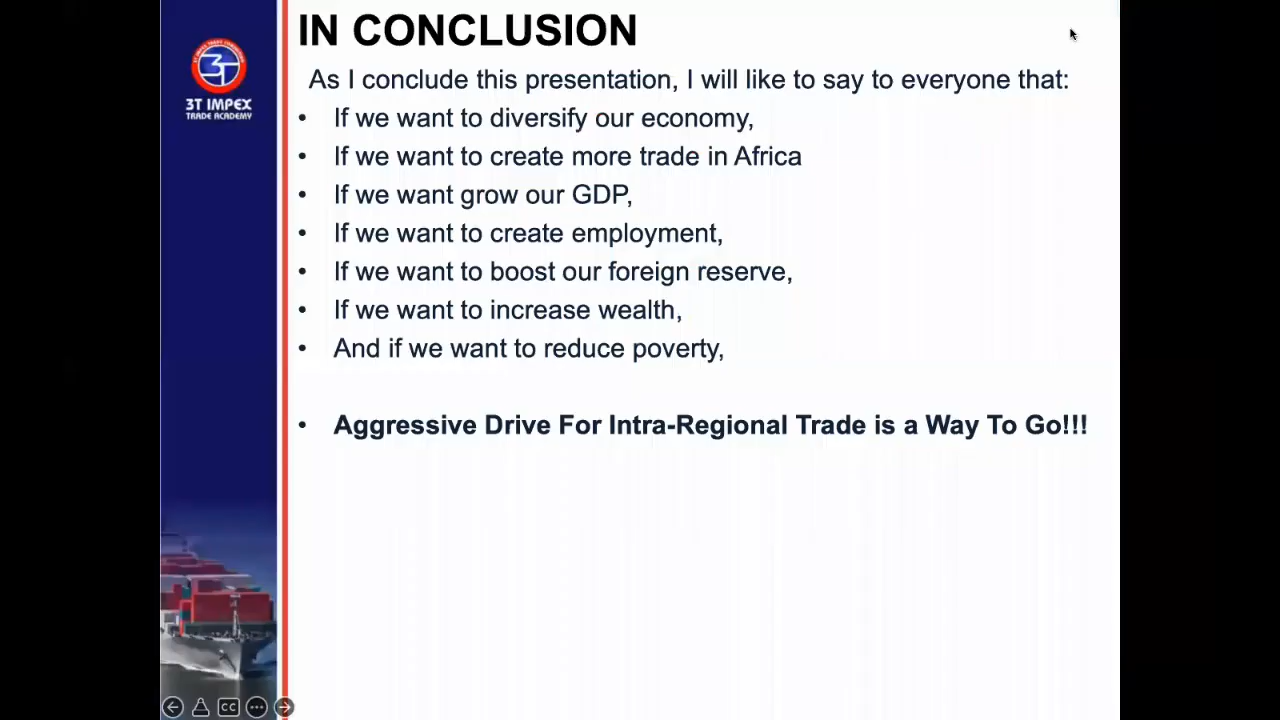 IN CONCLUSION
As I conclude this presentation, I will like to say to everyone that:
• If we want to diversify our economy,
• If we want to create more trade in Africa
• If we want grow our GDP,
• If we want to create employment,
• If we want to boost our foreign reserve,
• If we want to increase wealth,
• And if we want to reduce poverty,
• Aggressive Drive For Intra-Regional Trade is a Way To Go!!!
3T
3T IMPEX
TRADE ACADEMY
CC